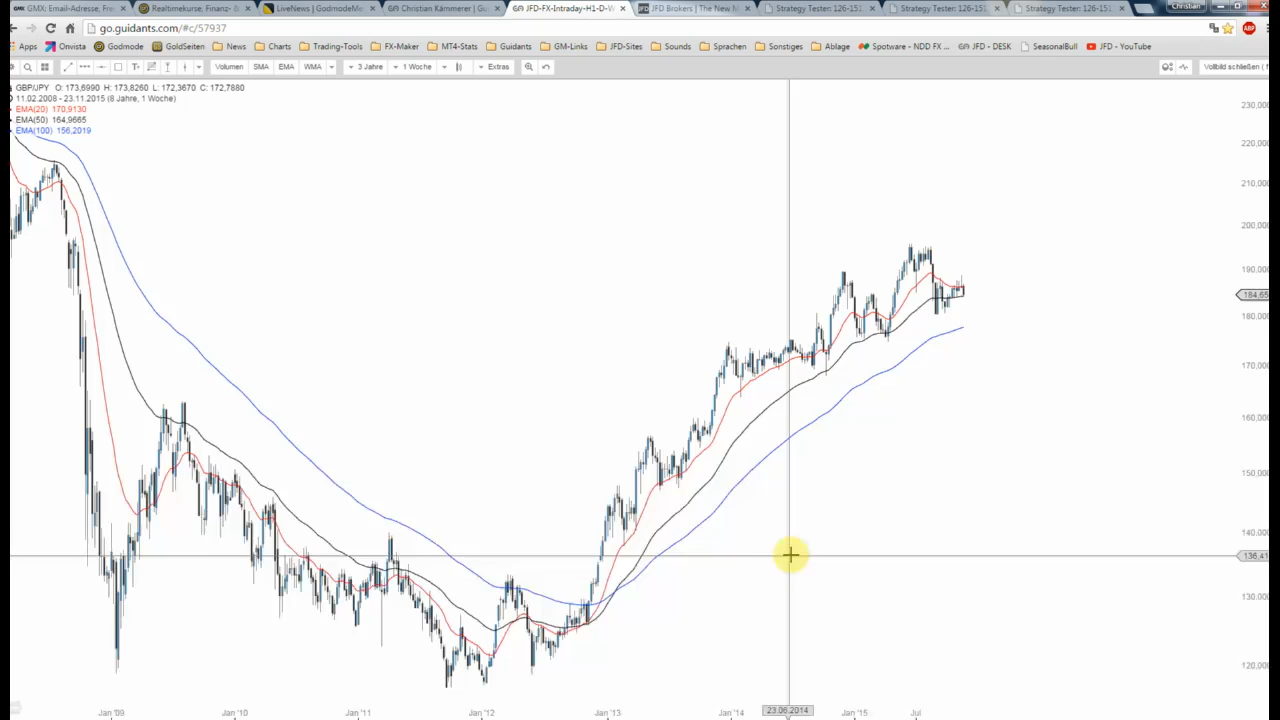 GMX: Email-Adresse, Fre
Realtimekurse, Finanz- &
LiveNews | GodmodeMe
Christian Kämmerer | Gu
JFD-FX-Intraday-H1-D-W
JFD Brokers | The New M
Strategy Tester: 126-151
Strategy Tester: 126-151
Strategy Tester: 126-151
Christian
go.guidants.com/#c/57937
Apps
Onvista
Godmode
GoldSeiten
News
Charts
Trading-Tools
FX-Maker
MT4-Stats
Guidants
GM-Links
JFD-Sites
Sounds
Sprachen
Sonstiges
Ablage
Spotware - NDD FX ...
JFD - DESK
SeasonalBull
JFD - YouTube
Volumen
SMA
EMA
WMA
3 Jahre
1 Woche
Extras
Vollbild schließen (
GBP/JPY O: 173,6990 H: 173,8260 L: 172,3670 C: 172,7880
11.02.2008 - 23.11.2015 (8 Jahre, 1 Woche)
EMA(20) 170,9130
EMA(50) 164,9665
EMA(100) 156,2019
230,000
220,000
210,000
200,000
190,000
184,65
180,000
170,000
160,000
150,000
140,000
136,41
130,000
120,000
Jan '09
Jan '10
Jan '11
Jan '12
Jan '13
Jan '14
23.06.2014
Jan '15
Jul